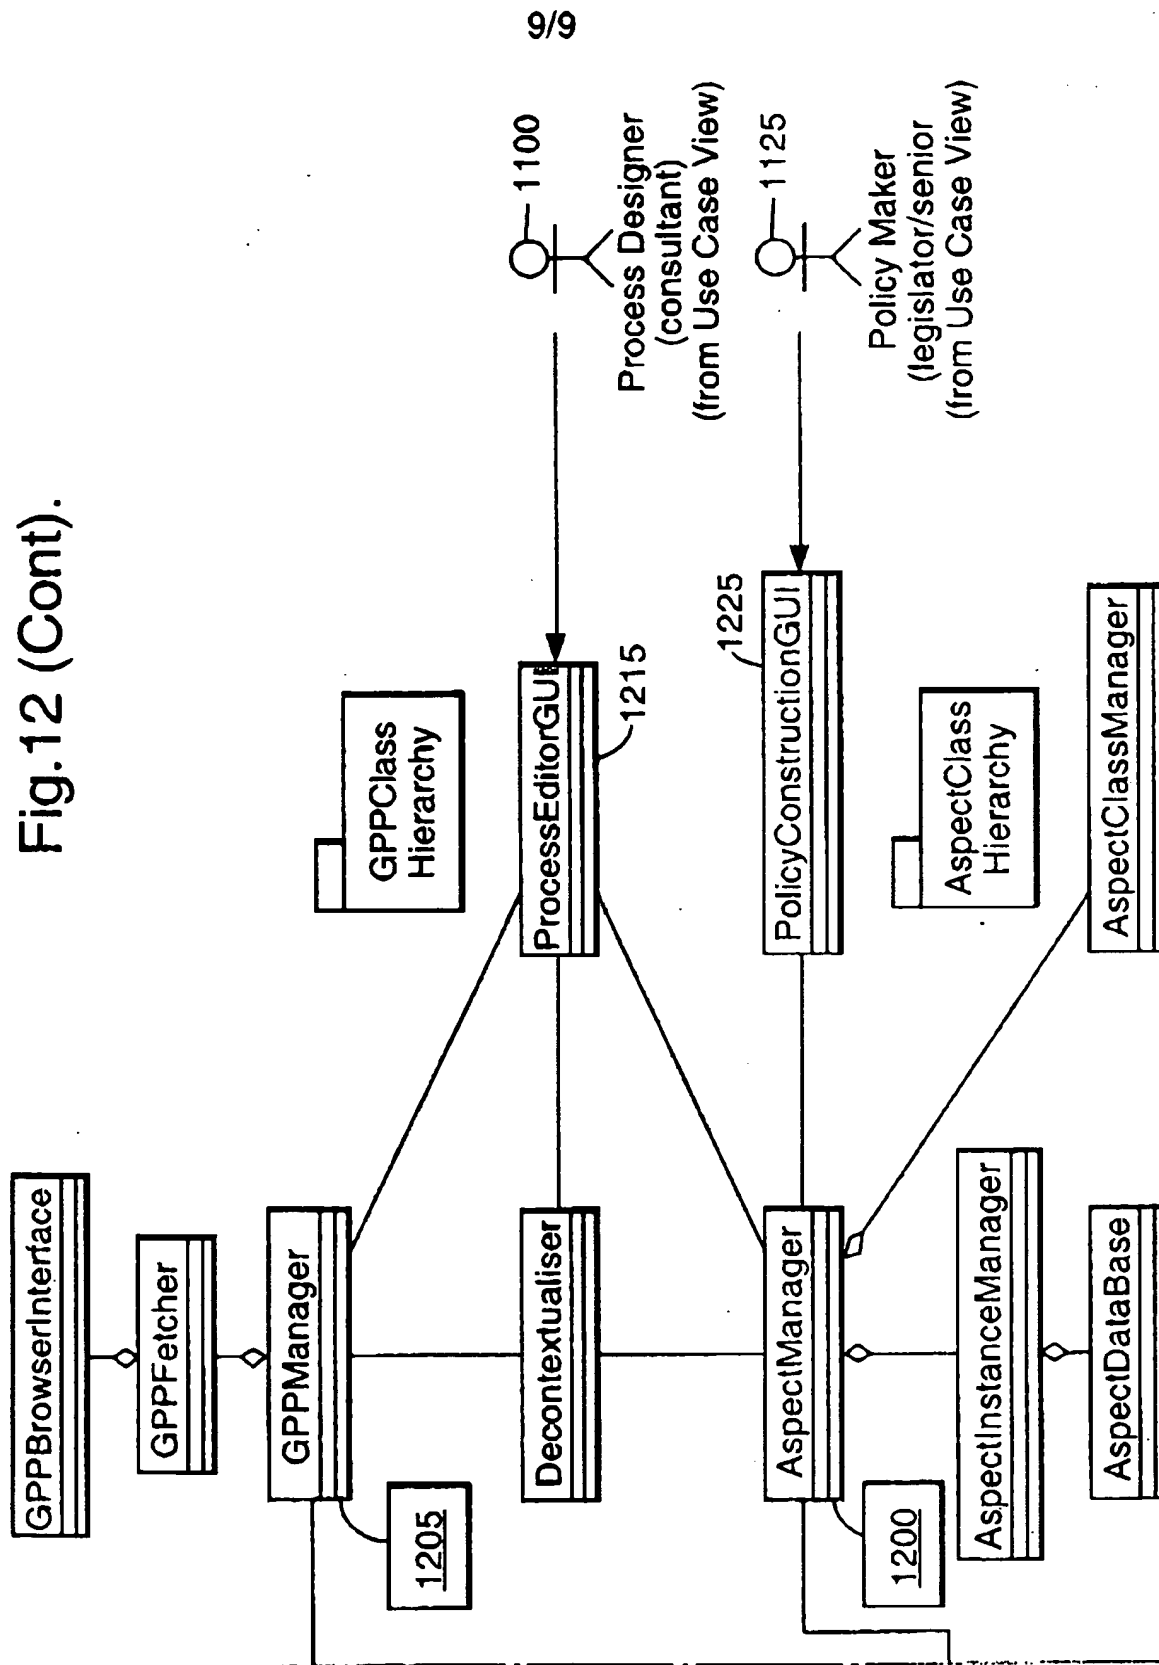 9/9
Fig.12 (Cont).
GPPBrowserInterface
GPPFetcher
GPPManager
1205
GPPClass
Hierarchy
Decontextualiser
ProcessEditorGUI
1215
1100
Process Designer
(consultant)
(from Use Case View)
AspectManager
1200
PolicyConstructionGUI
1225
1125
Policy Maker
(legislator/senior
(from Use Case View)
AspectClass
Hierarchy
AspectInstanceManager
AspectDataBase
AspectClassManager